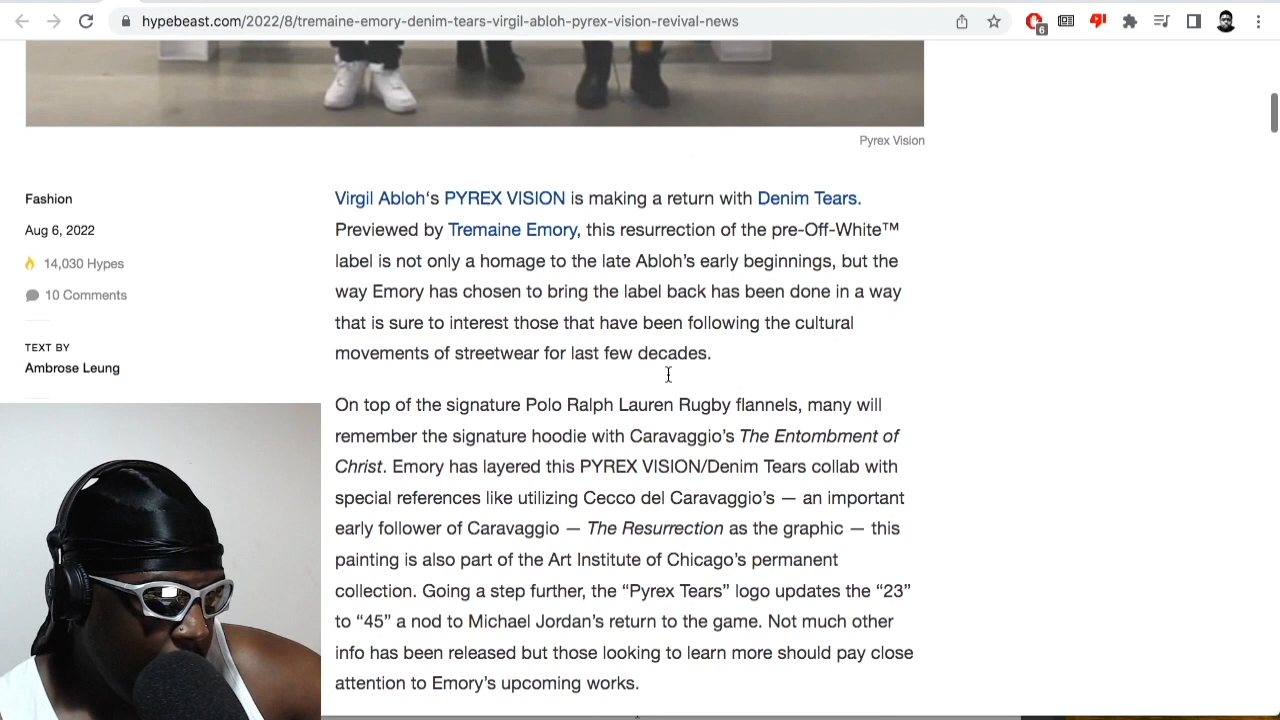 hypebeast.com/2022/8/tremaine-emory-denim-tears-virgil-abloh-pyrex-vision-revival-news
6
Pyrex Vision
Fashion
Aug 6, 2022
14,030 Hypes
10 Comments
TEXT BY
Ambrose Leung
Virgil Abloh‘s PYREX VISION is making a return with Denim Tears.
Previewed by Tremaine Emory, this resurrection of the pre-Off-White™
label is not only a homage to the late Abloh’s early beginnings, but the
way Emory has chosen to bring the label back has been done in a way
that is sure to interest those that have been following the cultural
movements of streetwear for last few decades.
On top of the signature Polo Ralph Lauren Rugby flannels, many will
remember the signature hoodie with Caravaggio’s The Entombment of
Christ. Emory has layered this PYREX VISION/Denim Tears collab with
special references like utilizing Cecco del Caravaggio’s — an important
early follower of Caravaggio — The Resurrection as the graphic — this
painting is also part of the Art Institute of Chicago’s permanent
collection. Going a step further, the “Pyrex Tears” logo updates the “23”
to “45” a nod to Michael Jordan’s return to the game. Not much other
info has been released but those looking to learn more should pay close
attention to Emory’s upcoming works.